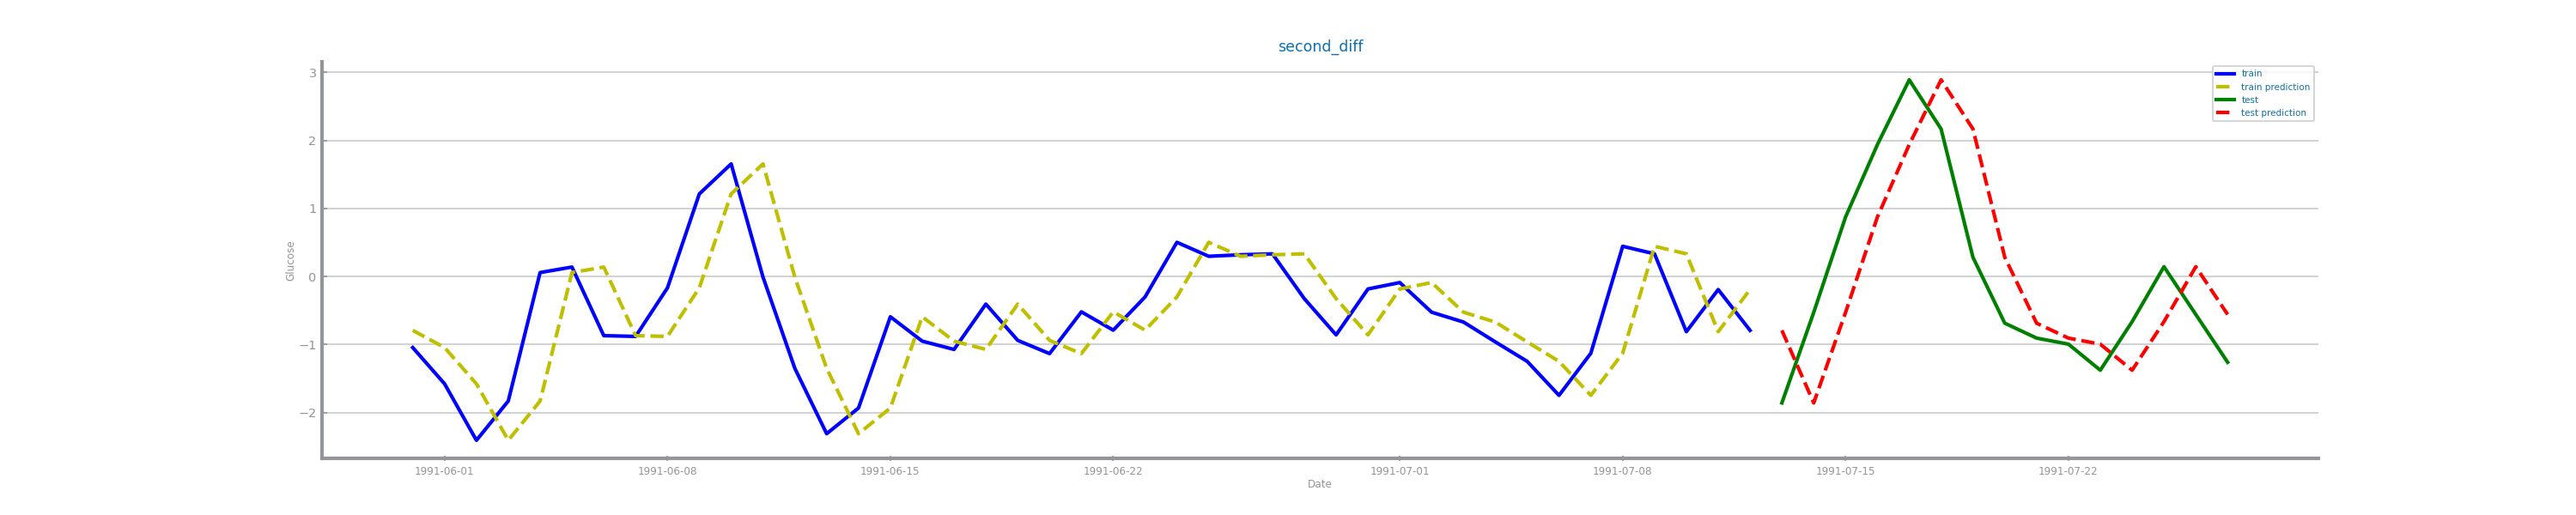 second_diff
3
2
1
0
−1
−2
Glucose
train
train prediction
test
test prediction
1991-06-01
1991-06-08
1991-06-15
1991-06-22
1991-07-01
1991-07-08
1991-07-15
1991-07-22
Date